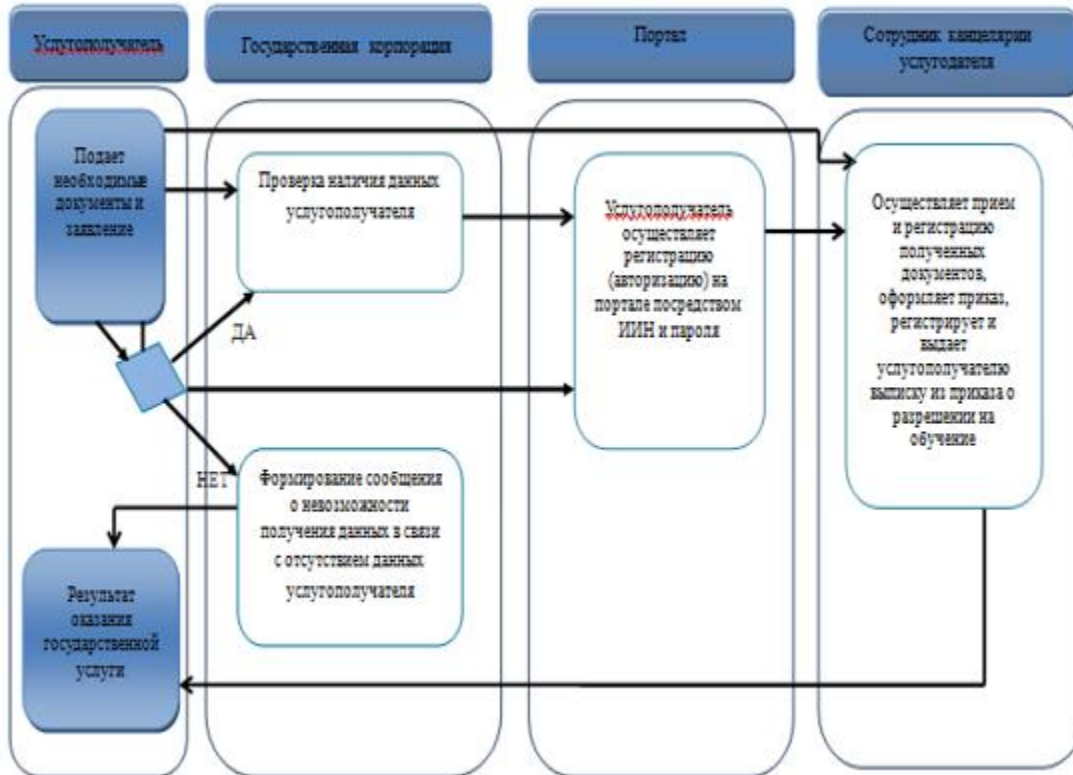 Услугополучатель
Государственная корпорация
Портал
Сотрудник канцелярии
услугодателя
Подает
необходимые
документы и
заявление
Проверка наличия данных
услугополучателя
Услугополучатель
осуществляет
регистрацию
(авторизацию) на
портале посредством
ИИН и пароля
Осуществляет прием
и регистрацию
полученных
документов,
оформляет приказ,
регистрирует и
выдает
услугополучателю
выписку из приказа о
разрешении на
обучение
ДА
НЕТ
Формирование сообщения
о невозможности
получения данных в связи
с отсутствием данных
услугополучателя
Результат
оказания
государственной
услуги